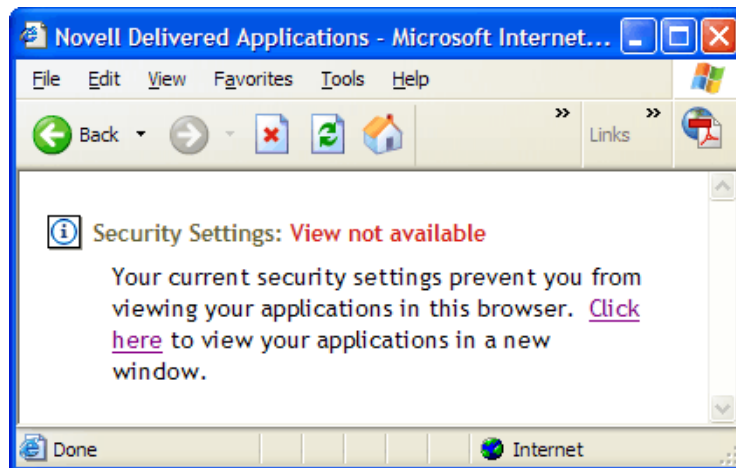 Novell Delivered Applications - Microsoft Internet...
File Edit View Favorites Tools Help
Back Links
Security Settings: View not available
Your current security settings prevent you from
viewing your applications in this browser. Click
here to view your applications in a new
window.
Done Internet